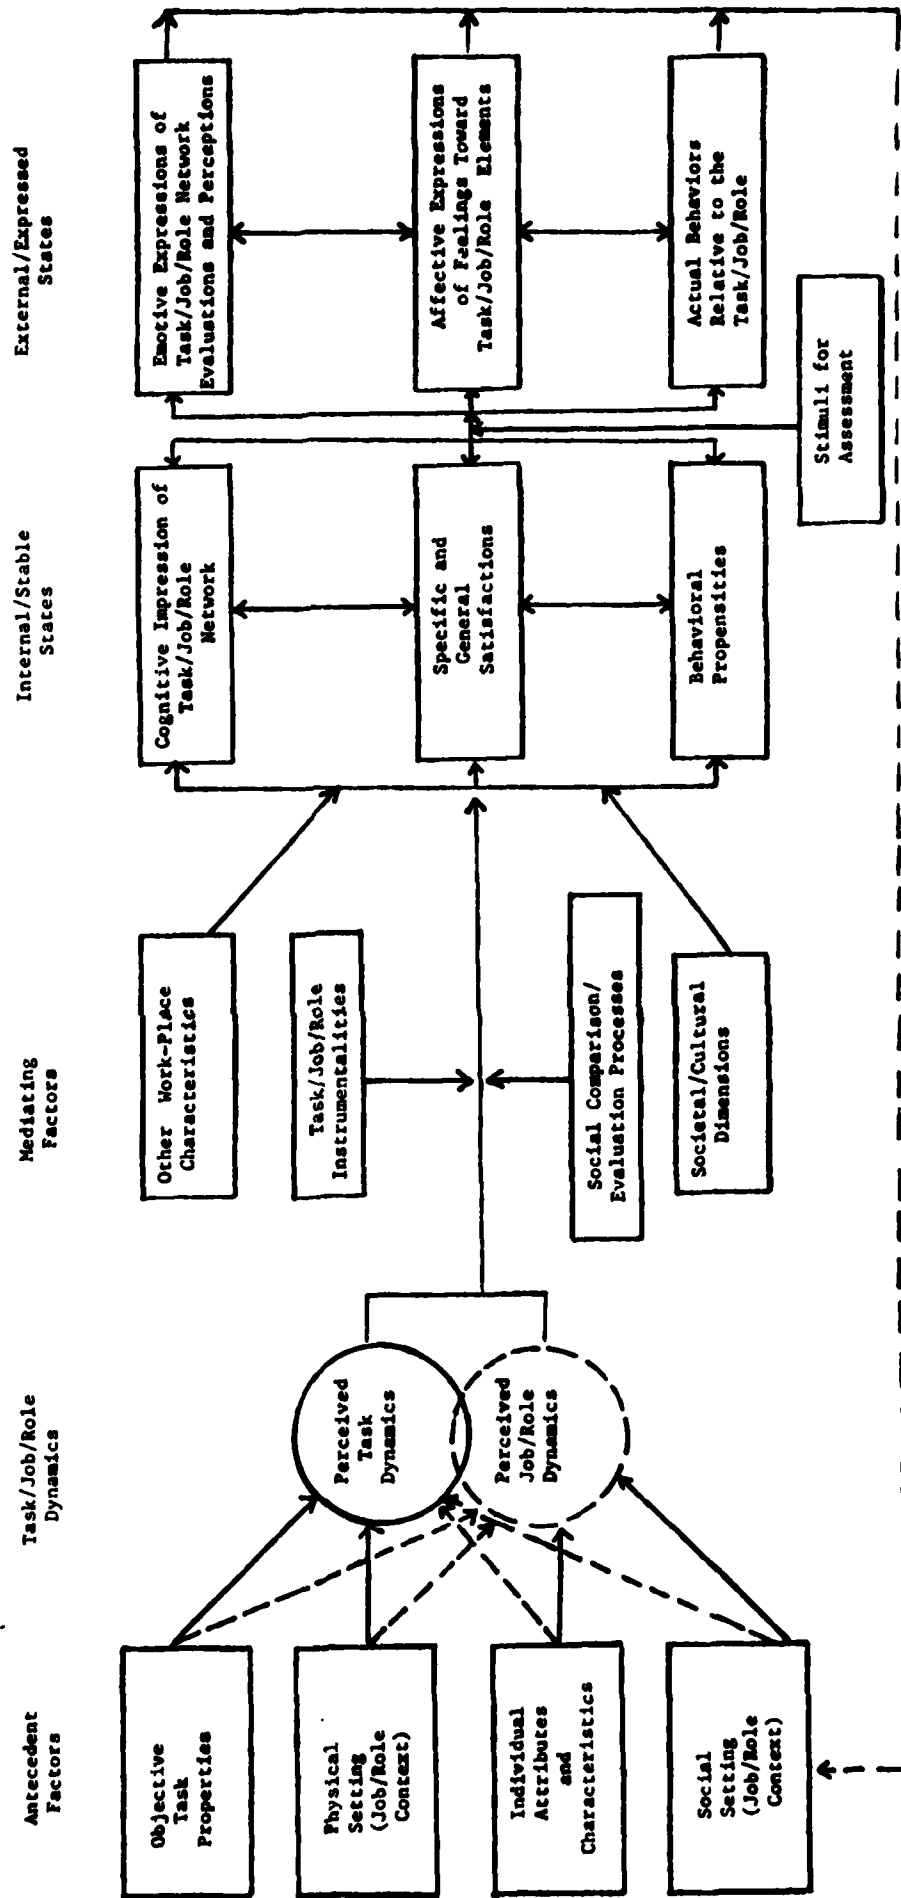 Antecedent
Factors
Task/Job/Role
Dynamics
Mediating
Factors
Internal/Stable
States
External/Expressed
States
Objective
Task
Properties
Physical
Setting
(Job/Role
Context)
Individual
Attributes
and
Characteristics
Social
Setting
(Job/Role
Context)
Perceived
Task
Dynamics
Perceived
Job/Role
Dynamics
Other Work-Place
Characteristics
Task/Job/Role
Instrumentalities
Social Comparison/
Evaluation Processes
Societal/Cultural
Dimensions
Cognitive Impression of
Task/Job/Role
Network
Specific and
General
Satisfactions
Behavioral
Propensities
Emotive Expressions of
Task/Job/Role Network
Evaluations and Perceptions
Affective Expressions
of Feelings Toward
Task/Job/Role Elements
Actual Behaviors
Relative to the
Task/Job/Role
Stimuli for
Assessment